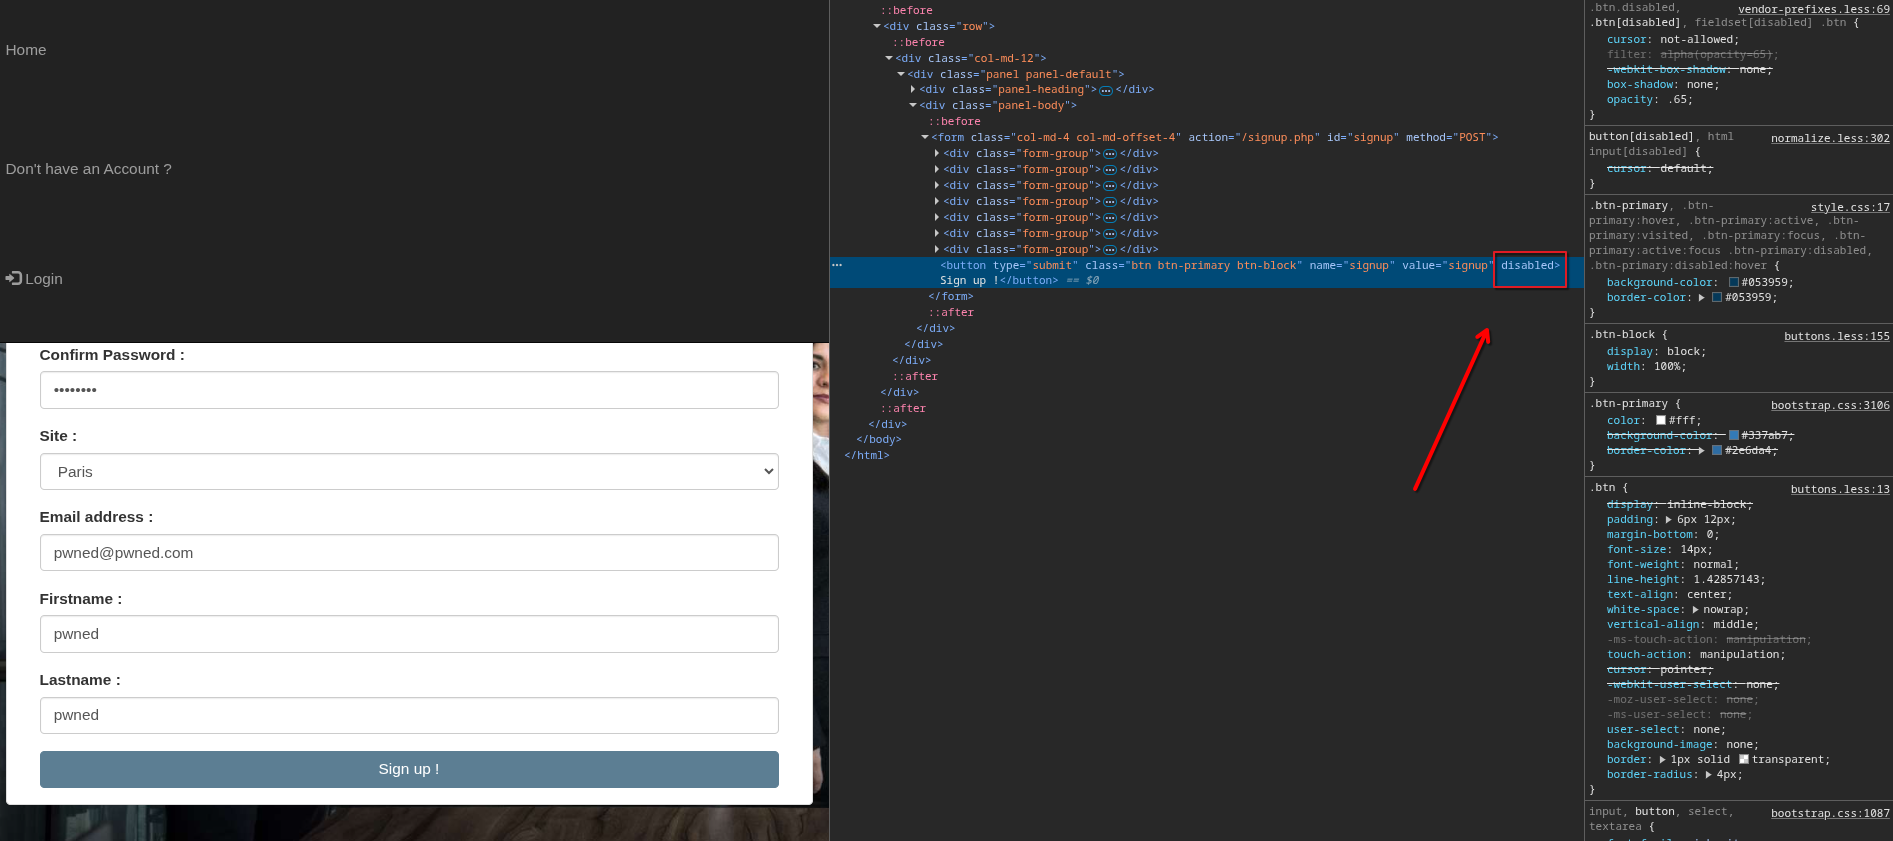 Home
Don't have an Account ?
Login
Confirm Password :
••••••••
Site :
Paris
Email address :
pwned@pwned.com
Firstname :
pwned
Lastname :
pwned
Sign up !
::before
<div class="row">
::before
<div class="col-md-12">
<div class="panel panel-default">
<div class="panel-heading">…</div>
<div class="panel-body">
::before
<form class="col-md-4 col-md-offset-4" action="/signup.php" id="signup" method="POST">
<div class="form-group">…</div>
<div class="form-group">…</div>
<div class="form-group">…</div>
<div class="form-group">…</div>
<div class="form-group">…</div>
<div class="form-group">…</div>
<div class="form-group">…</div>
… <button type="submit" class="btn btn-primary btn-block" name="signup" value="signup" disabled>
Sign up !</button> == $0
</form>
::after
</div>
</div>
</div>
::after
</div>
::after
</div>
</body>
</html>
.btn.disabled, vendor-prefixes.less:69
.btn[disabled], fieldset[disabled] .btn {
cursor: not-allowed;
filter: alpha(opacity=65);
-webkit-box-shadow: none;
box-shadow: none;
opacity: .65;
}
button[disabled], html normalize.less:302
input[disabled] {
cursor: default;
}
.btn-primary, .btn- style.css:17
primary:hover, .btn-primary:active, .btn-
primary:visited, .btn-primary:focus, .btn-
primary:active:focus .btn-primary:disabled,
.btn-primary:disabled:hover {
background-color: #053959;
border-color: #053959;
}
.btn-block { buttons.less:155
display: block;
width: 100%;
}
.btn-primary { bootstrap.css:3106
color: #fff;
background-color: #337ab7;
border-color: #2e6da4;
}
.btn { buttons.less:13
display: inline-block;
padding: 6px 12px;
margin-bottom: 0;
font-size: 14px;
font-weight: normal;
line-height: 1.42857143;
text-align: center;
white-space: nowrap;
vertical-align: middle;
-ms-touch-action: manipulation;
touch-action: manipulation;
cursor: pointer;
-webkit-user-select: none;
-moz-user-select: none;
-ms-user-select: none;
user-select: none;
background-image: none;
border: 1px solid transparent;
border-radius: 4px;
}
input, button, select, bootstrap.css:1087
textarea {